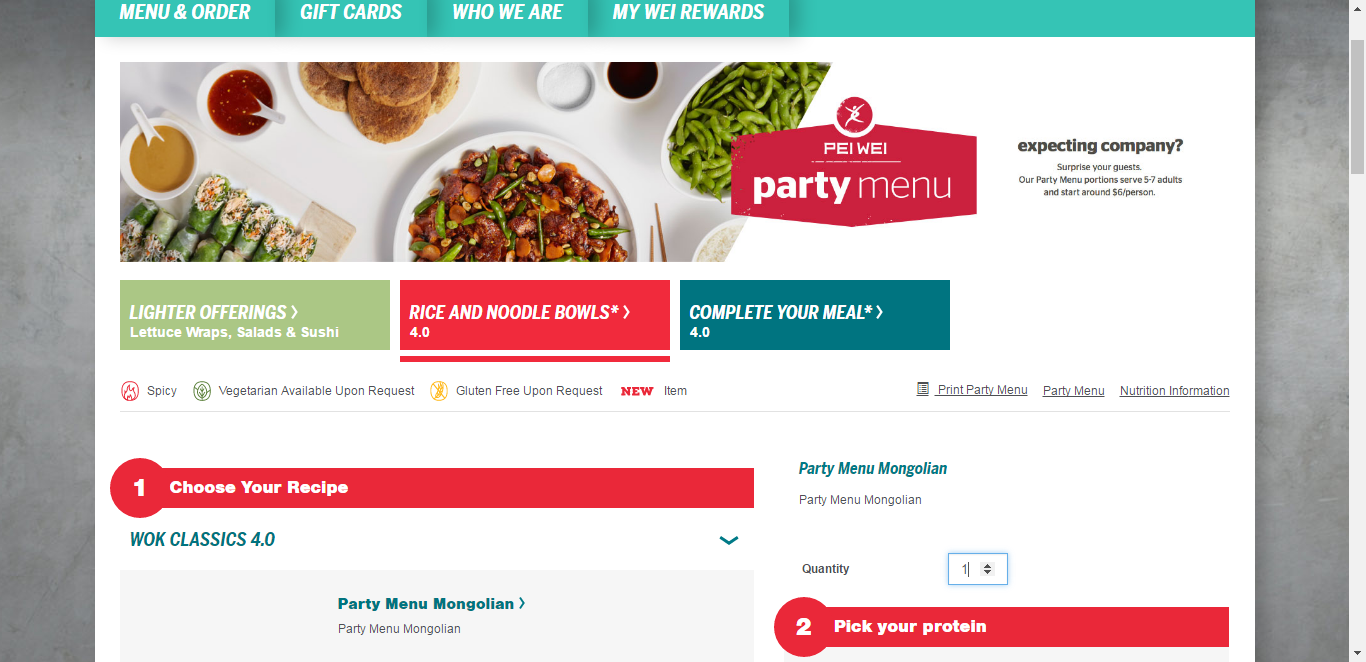 MENU & ORDER
GIFT CARDS
WHO WE ARE
MY WEI REWARDS
PEI WEI
party menu
expecting company?
Surprise your guests.
Our Party Menu portions serve 5-7 adults
and start around $6/person.
LIGHTER OFFERINGS >
Lettuce Wraps, Salads & Sushi
RICE AND NOODLE BOWLS* >
4.0
COMPLETE YOUR MEAL* >
4.0
Spicy
Vegetarian Available Upon Request
Gluten Free Upon Request
NEW Item
Print Party Menu
Party Menu
Nutrition Information
1 Choose Your Recipe
WOK CLASSICS 4.0
Party Menu Mongolian >
Party Menu Mongolian
Party Menu Mongolian
Party Menu Mongolian
Quantity
1
2 Pick your protein